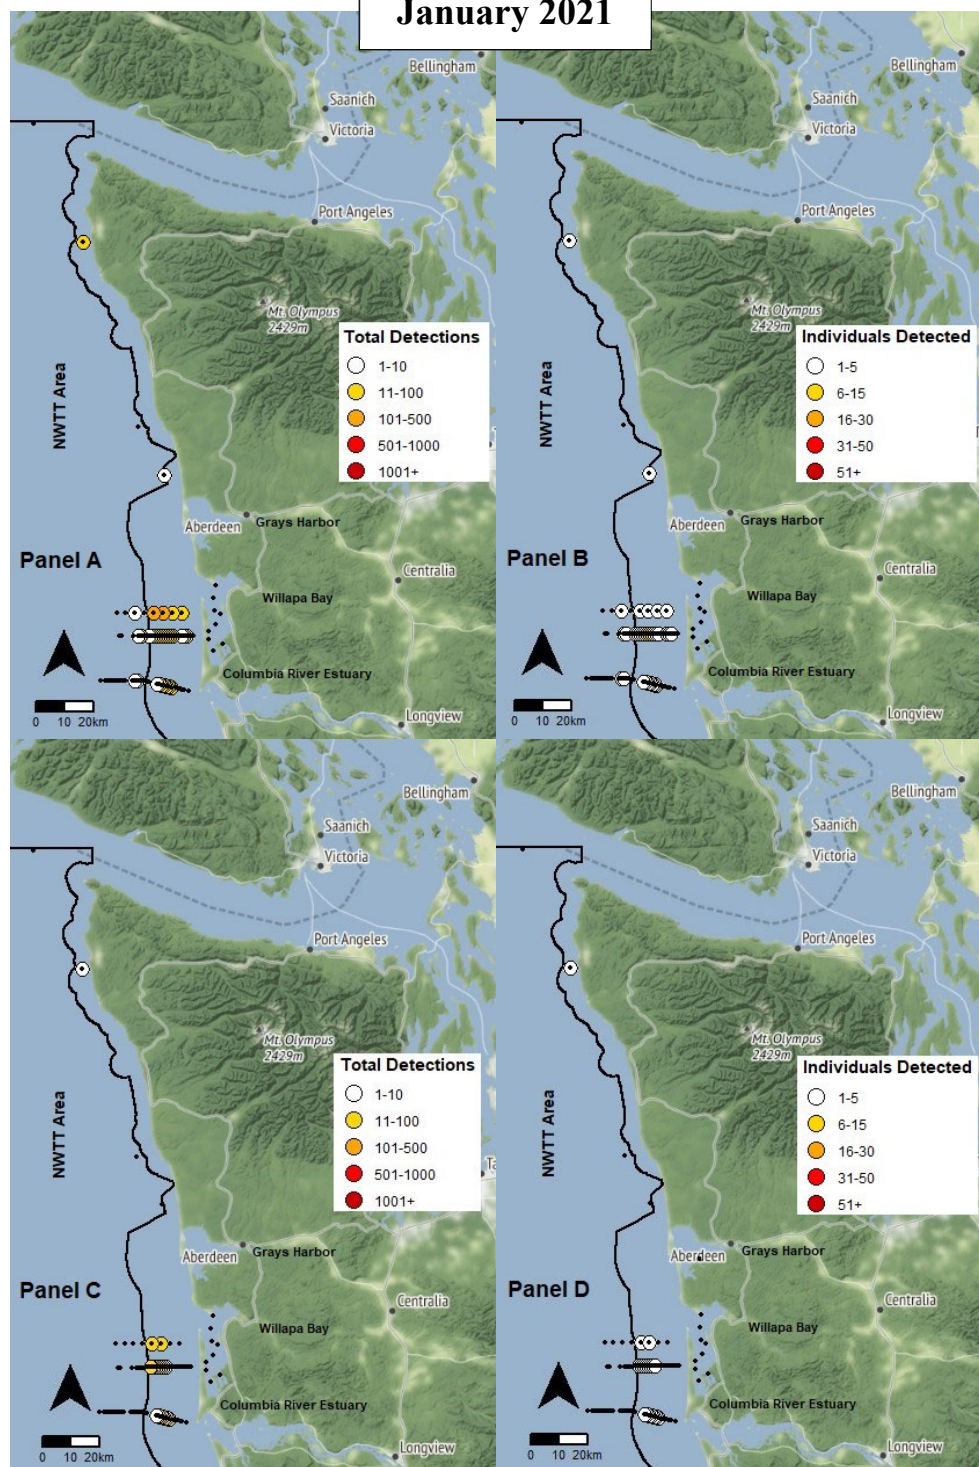 January 2021
Bellingham
Saanich
Victoria
Port Angeles
Mt. Olympus
2429m
Total Detections
1-10
11-100
101-500
501-1000
1001+
NWTT Area
Aberdeen
Grays Harbor
Panel A
Centralia
Willapa Bay
Columbia River Estuary
0 10 20km
Longview
Bellingham
Saanich
Victoria
Port Angeles
Mt. Olympus
2429m
Individuals Detected
1-5
6-15
16-30
31-50
51+
NWTT Area
Aberdeen
Grays Harbor
Panel B
Centralia
Willapa Bay
Columbia River Estuary
0 10 20km
Longview
Bellingham
Saanich
Victoria
Port Angeles
Mt. Olympus
2429m
Total Detections
1-10
11-100
101-500
501-1000
1001+
NWTT Area
Ta
Aberdeen
Grays Harbor
Panel C
Centralia
Willapa Bay
Columbia River Estuary
0 10 20km
Longview
Bellingham
Saanich
Victoria
Port Angeles
Mt. Olympus
2429m
Individuals Detected
1-5
6-15
16-30
31-50
51+
NWTT Area
Aberdeen
Grays Harbor
Panel D
Centralia
Willapa Bay
Columbia River Estuary
0 10 20km
Longview